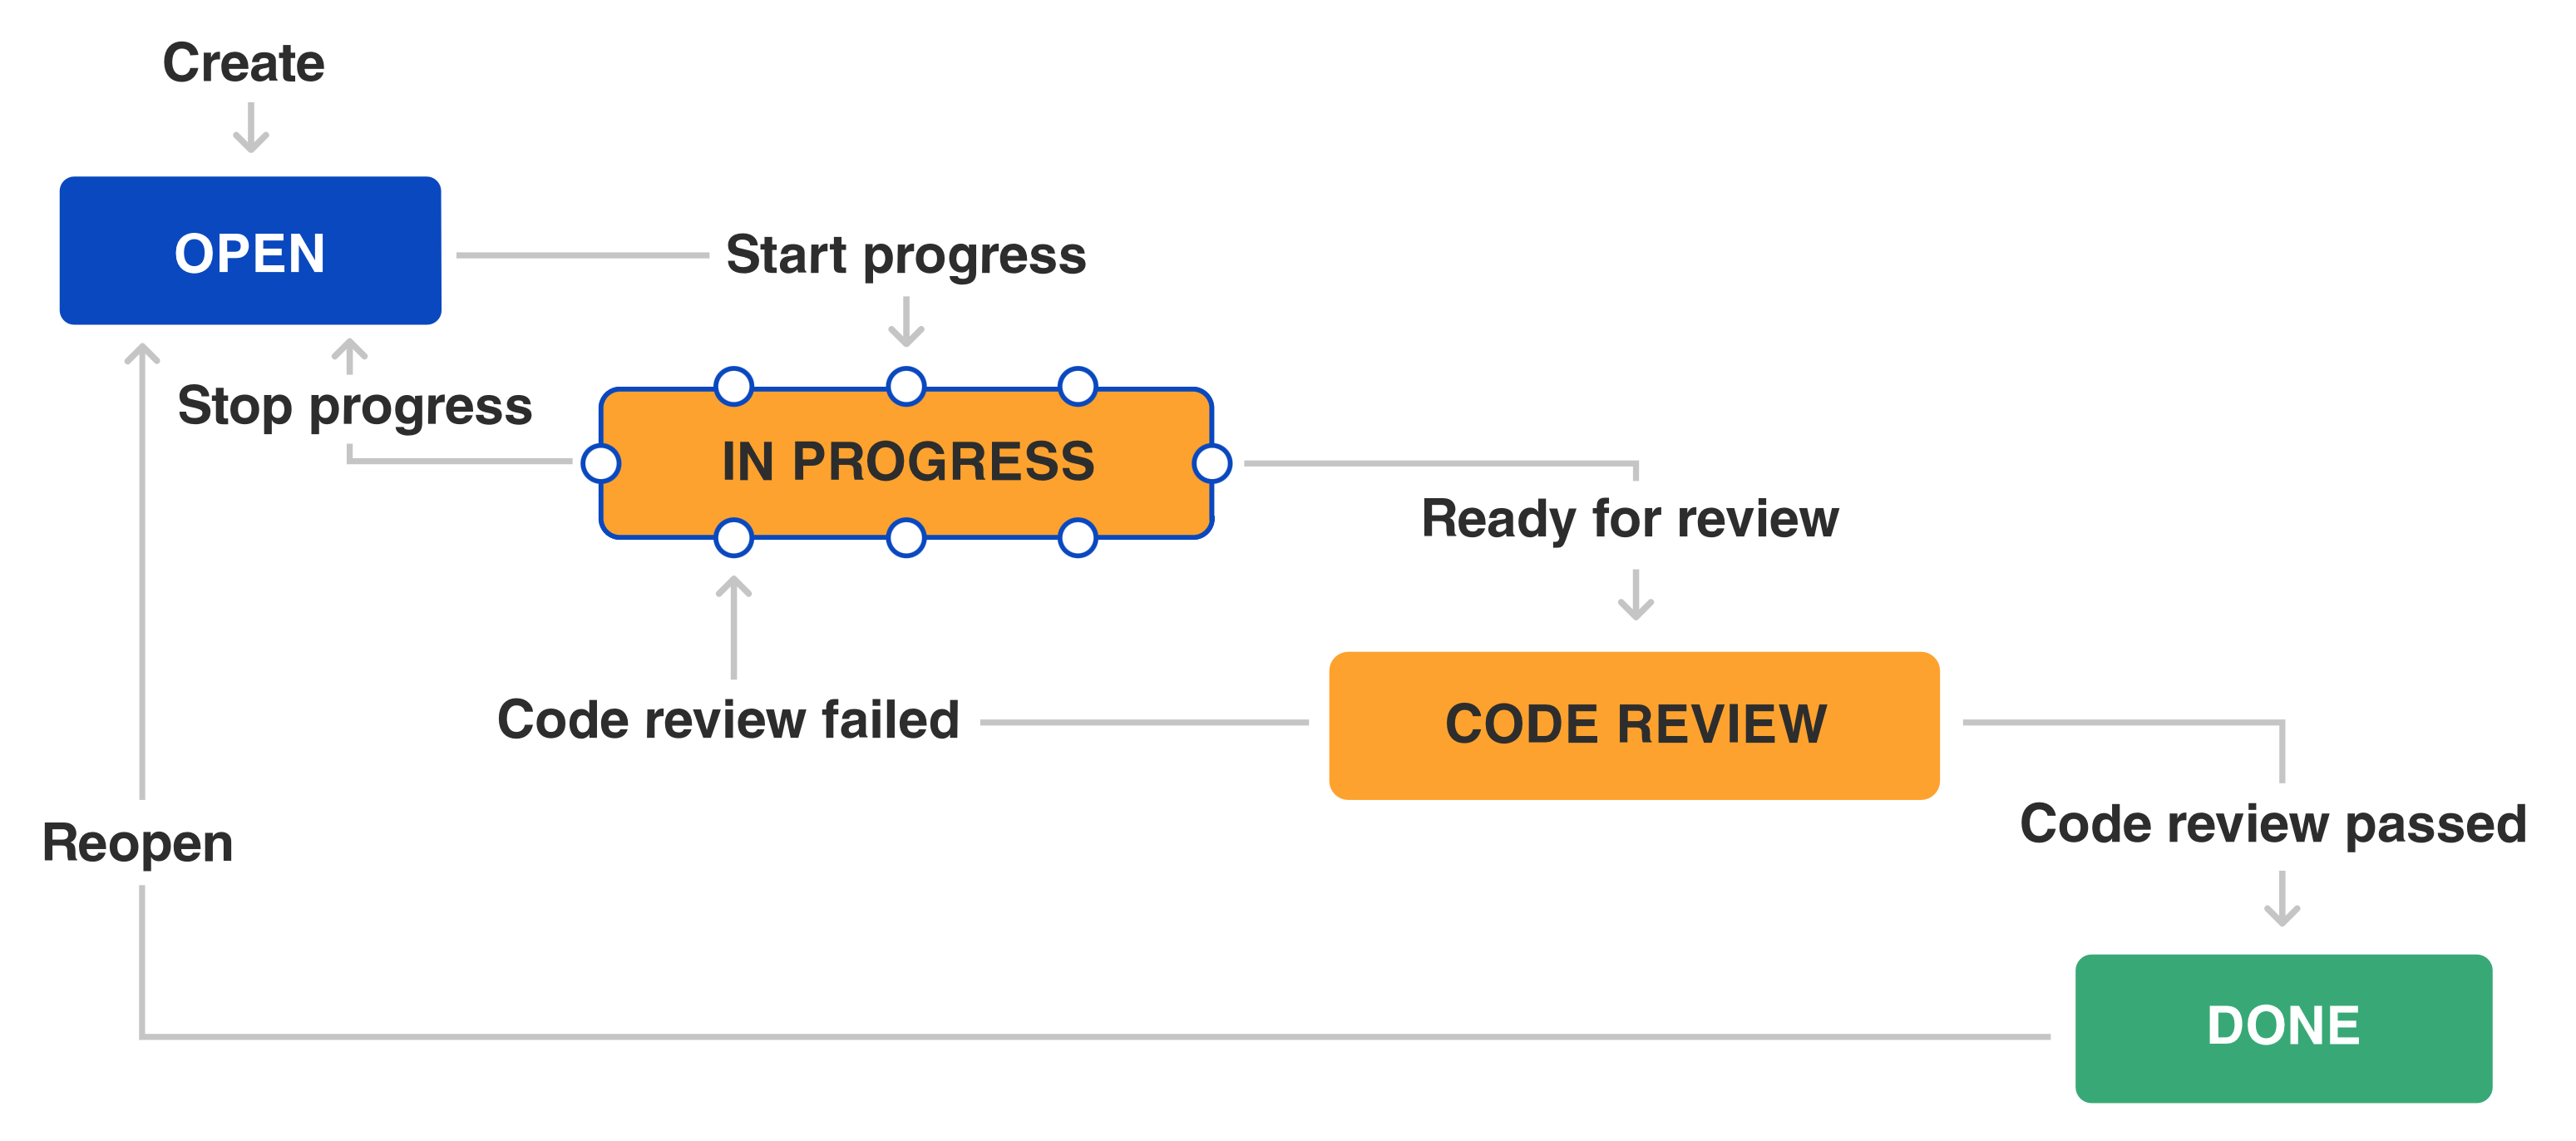 Create
OPEN
Start progress
Stop progress
IN PROGRESS
Ready for review
Code review failed
CODE REVIEW
Code review passed
Reopen
DONE